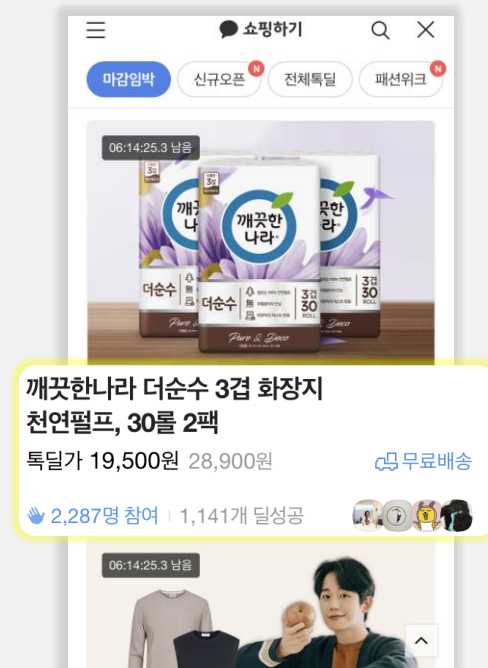 쇼핑하기
마감임박
신규오픈 N
전체톡딜
패션위크 N
06:14:25.3 남음
3겹
깨끗한
나라
더순수
3겹
30
ROLL
Pure & Deco
깨끗한나라 더순수 3겹 화장지
천연펄프, 30롤 2팩
톡딜가 19,500원 28,900원
무료배송
2,287명 참여 1,141개 딜성공
06:14:25.3 남음